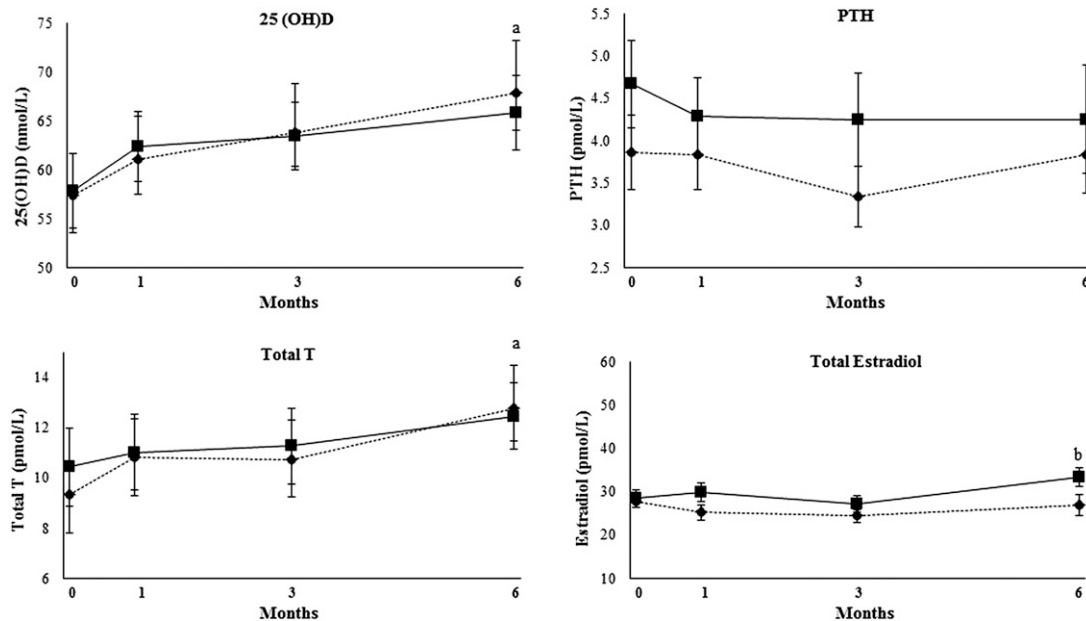 25 (OH)D
a
75
70
65
60
55
50
25(OH)D (nmol/L)
0 1 3 6
Months
PTH
5.5
5.0
4.5
4.0
3.5
3.0
2.5
PTH (pmol/L)
0 1 3 6
Months
Total T
a
14
12
10
8
6
Total T (pmol/L)
0 1 3 6
Months
Total Estradiol
b
60
50
40
30
20
10
Estradiol (pmol/L)
0 1 3 6
Months